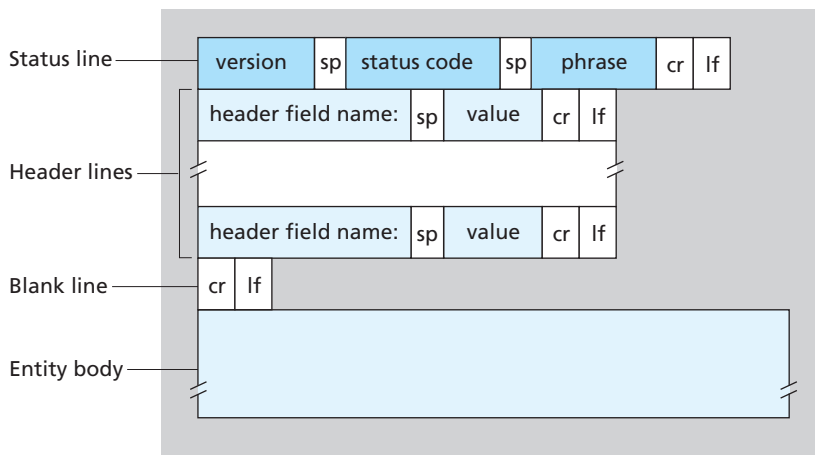 Status line version sp status code sp phrase cr lf
header field name: sp value cr lf
Header lines
header field name: sp value cr lf
Blank line cr lf
Entity body